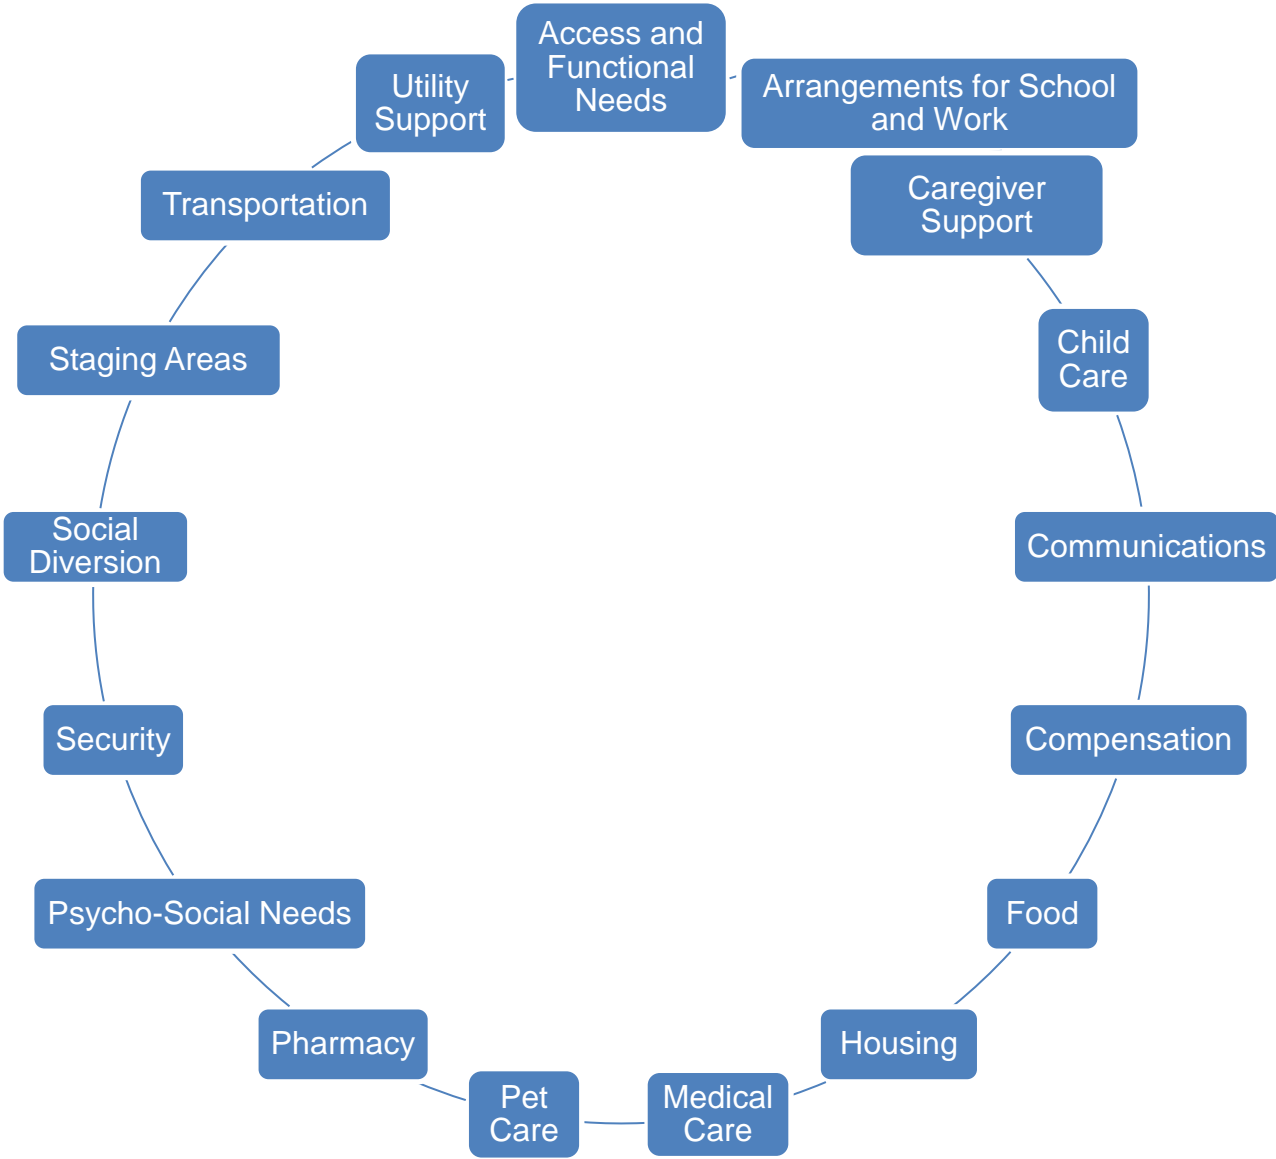 Access and
Functional
Needs
Arrangements for School
and Work
Caregiver
Support
Child
Care
Communications
Compensation
Food
Housing
Medical
Care
Pet
Care
Pharmacy
Psycho-Social Needs
Security
Social
Diversion
Staging Areas
Transportation
Utility
Support